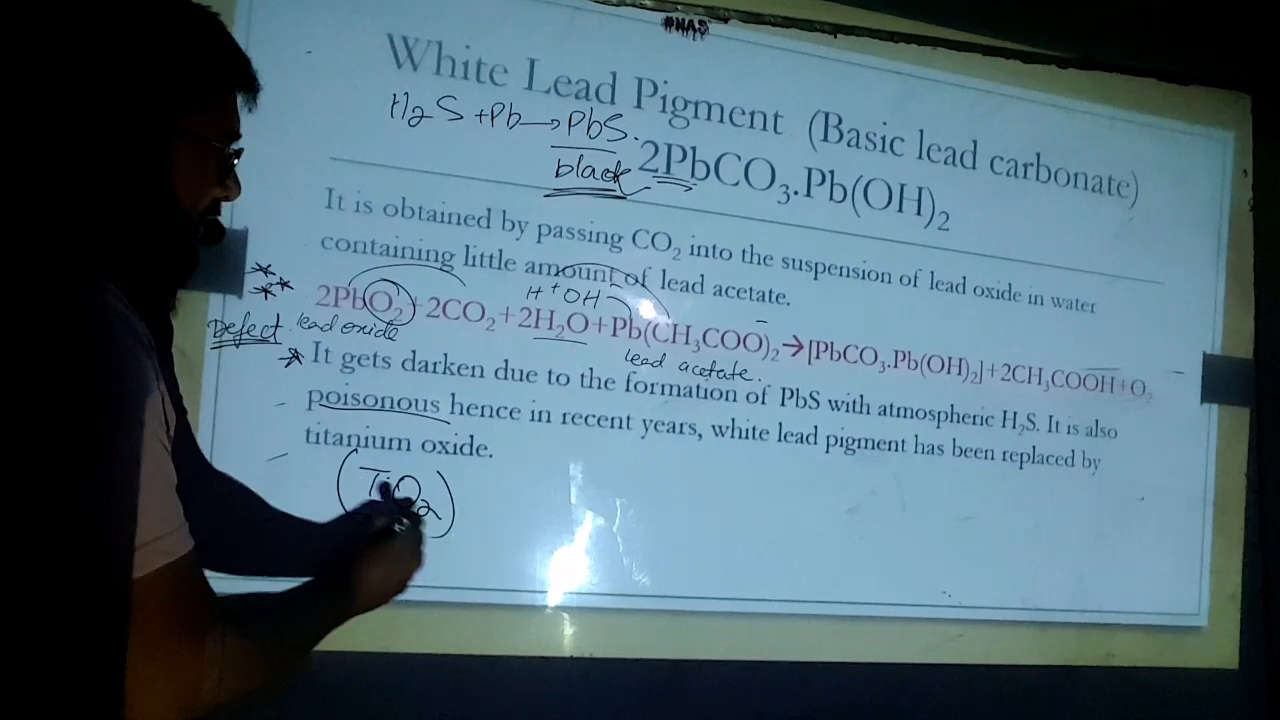 #NAS
White Lead Pigment (Basic lead carbonate)
H2S + Pb → PbS.
black
2PbCO3.Pb(OH)2
It is obtained by passing CO2 into the suspension of lead oxide in water
containing little amount of lead acetate.
H+ OH-
2PbO2+2CO2+2H2O+Pb(CH3COO)2→[PbCO3.Pb(OH)2]+2CH3COOH+O2
Defect lead oxide
lead acetate.
It gets darken due to the formation of PbS with atmospheric H2S. It is also
poisonous hence in recent years, white lead pigment has been replaced by
titanium oxide.
(TiO2)